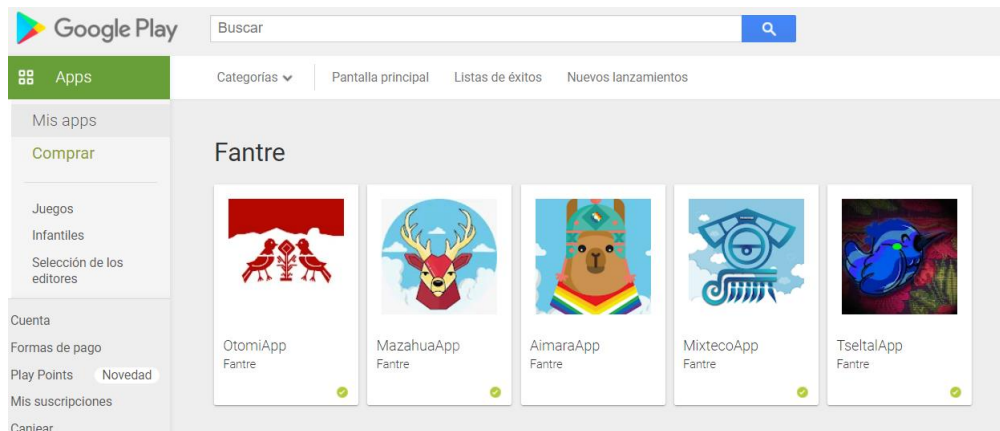 Google Play
Buscar
Apps
Categorías
Pantalla principal
Listas de éxitos
Nuevos lanzamientos
Mis apps
Comprar
Juegos
Infantiles
Selección de los
editores
Cuenta
Formas de pago
Play Points Novedad
Mis suscripciones
Canjear
Fantre
OtomiApp
Fantre
MazahuaApp
Fantre
AimaraApp
Fantre
MixtecoApp
Fantre
TseltalApp
Fantre